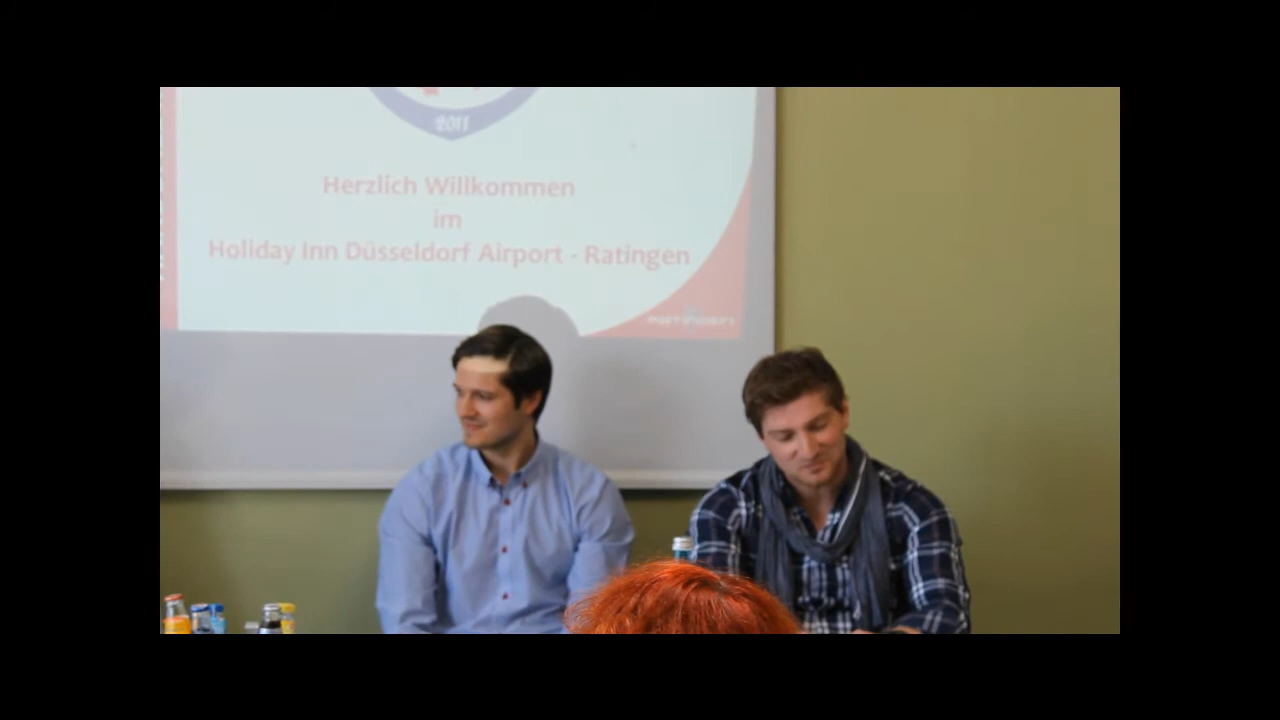 2011
Herzlich Willkommen
im
Holiday Inn Düsseldorf Airport - Ratingen